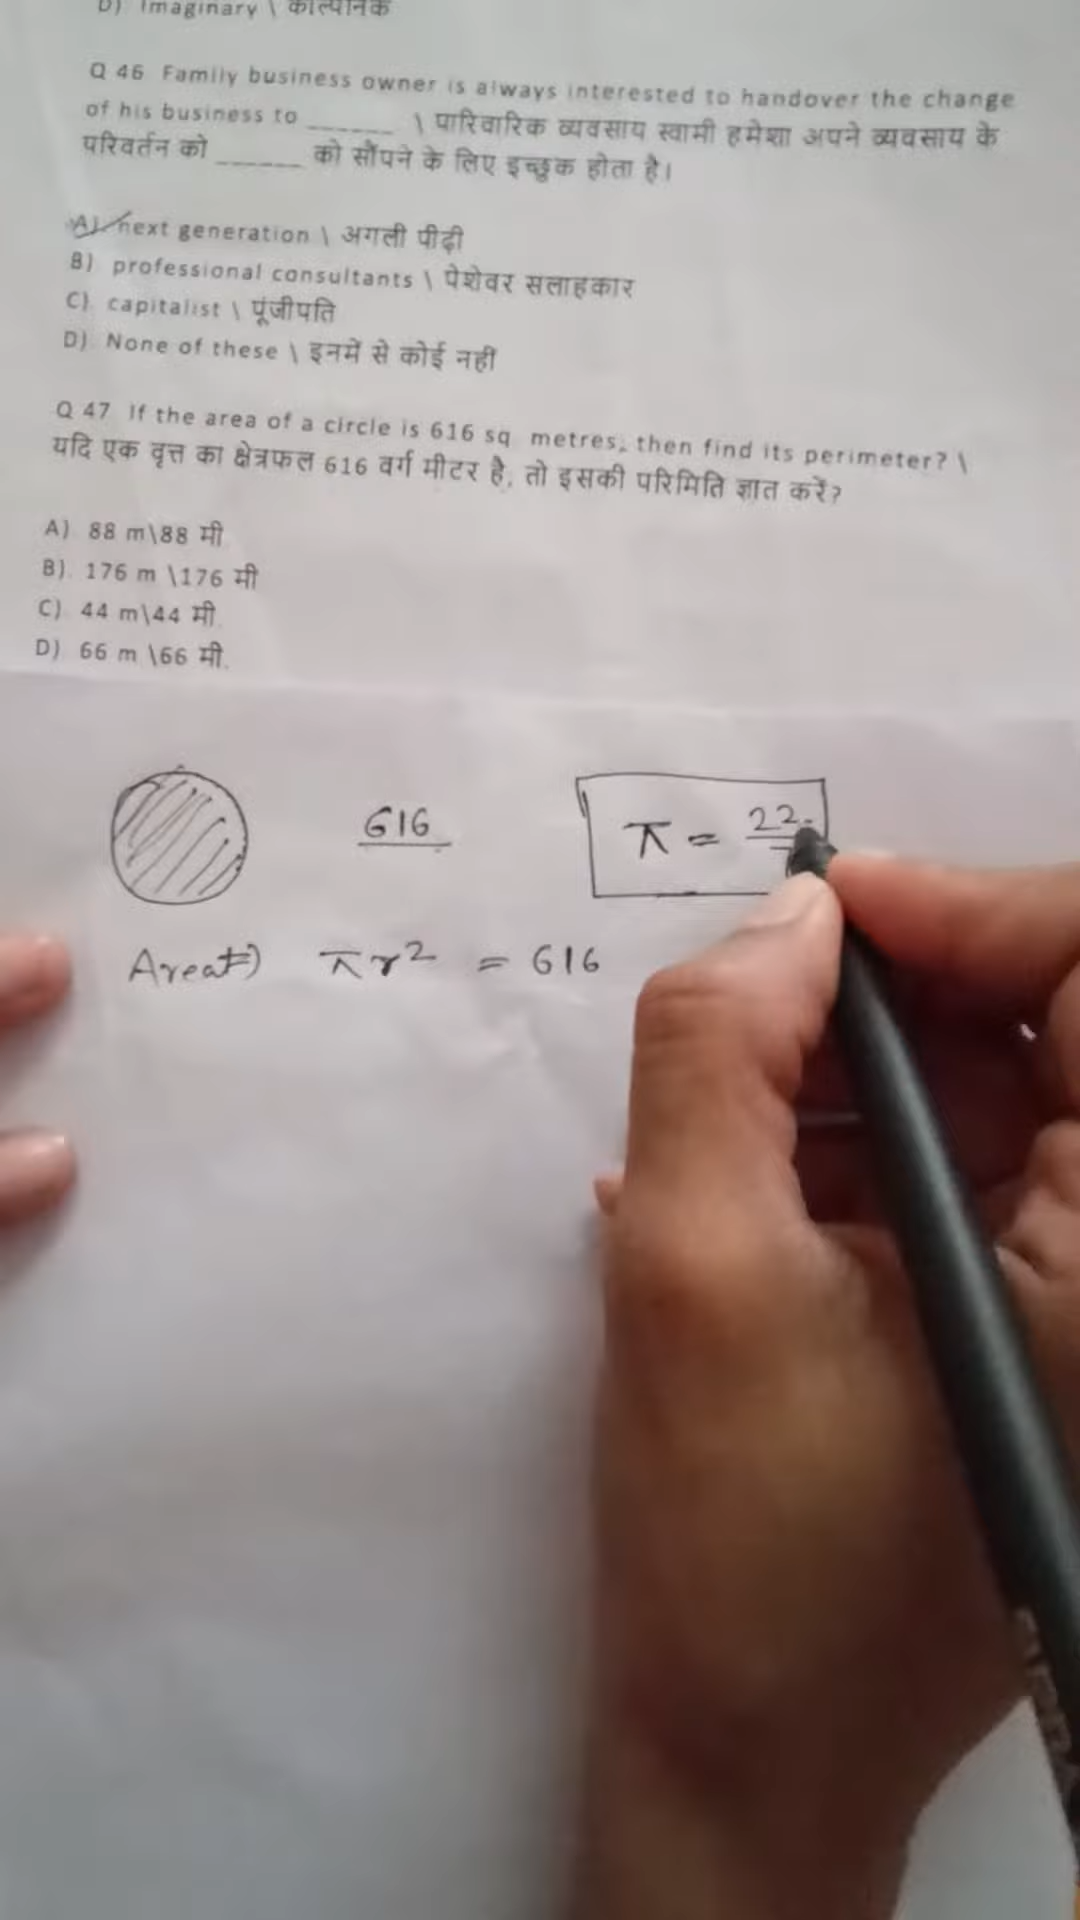 D) Imaginary \ काल्पनिक
Q 46 Family business owner is always interested to handover the change
of his business to ______ \ पारिवारिक व्यवसाय स्वामी हमेशा अपने व्यवसाय के
परिवर्तन को ______ को सौंपने के लिए इच्छुक होता है।
A) next generation \ अगली पीढ़ी
B) professional consultants \ पेशेवर सलाहकार
C) capitalist \ पूंजीपति
D) None of these \ इनमें से कोई नहीं
Q 47 If the area of a circle is 616 sq metres, then find its perimeter? \
यदि एक वृत्त का क्षेत्रफल 616 वर्ग मीटर है, तो इसकी परिमिति ज्ञात करें?
A) 88 m\88 मी
B). 176 m \176 मी
C) 44 m\44 मी.
D) 66 m \66 मी.
616
π = 22
Area⇒ πr² = 616